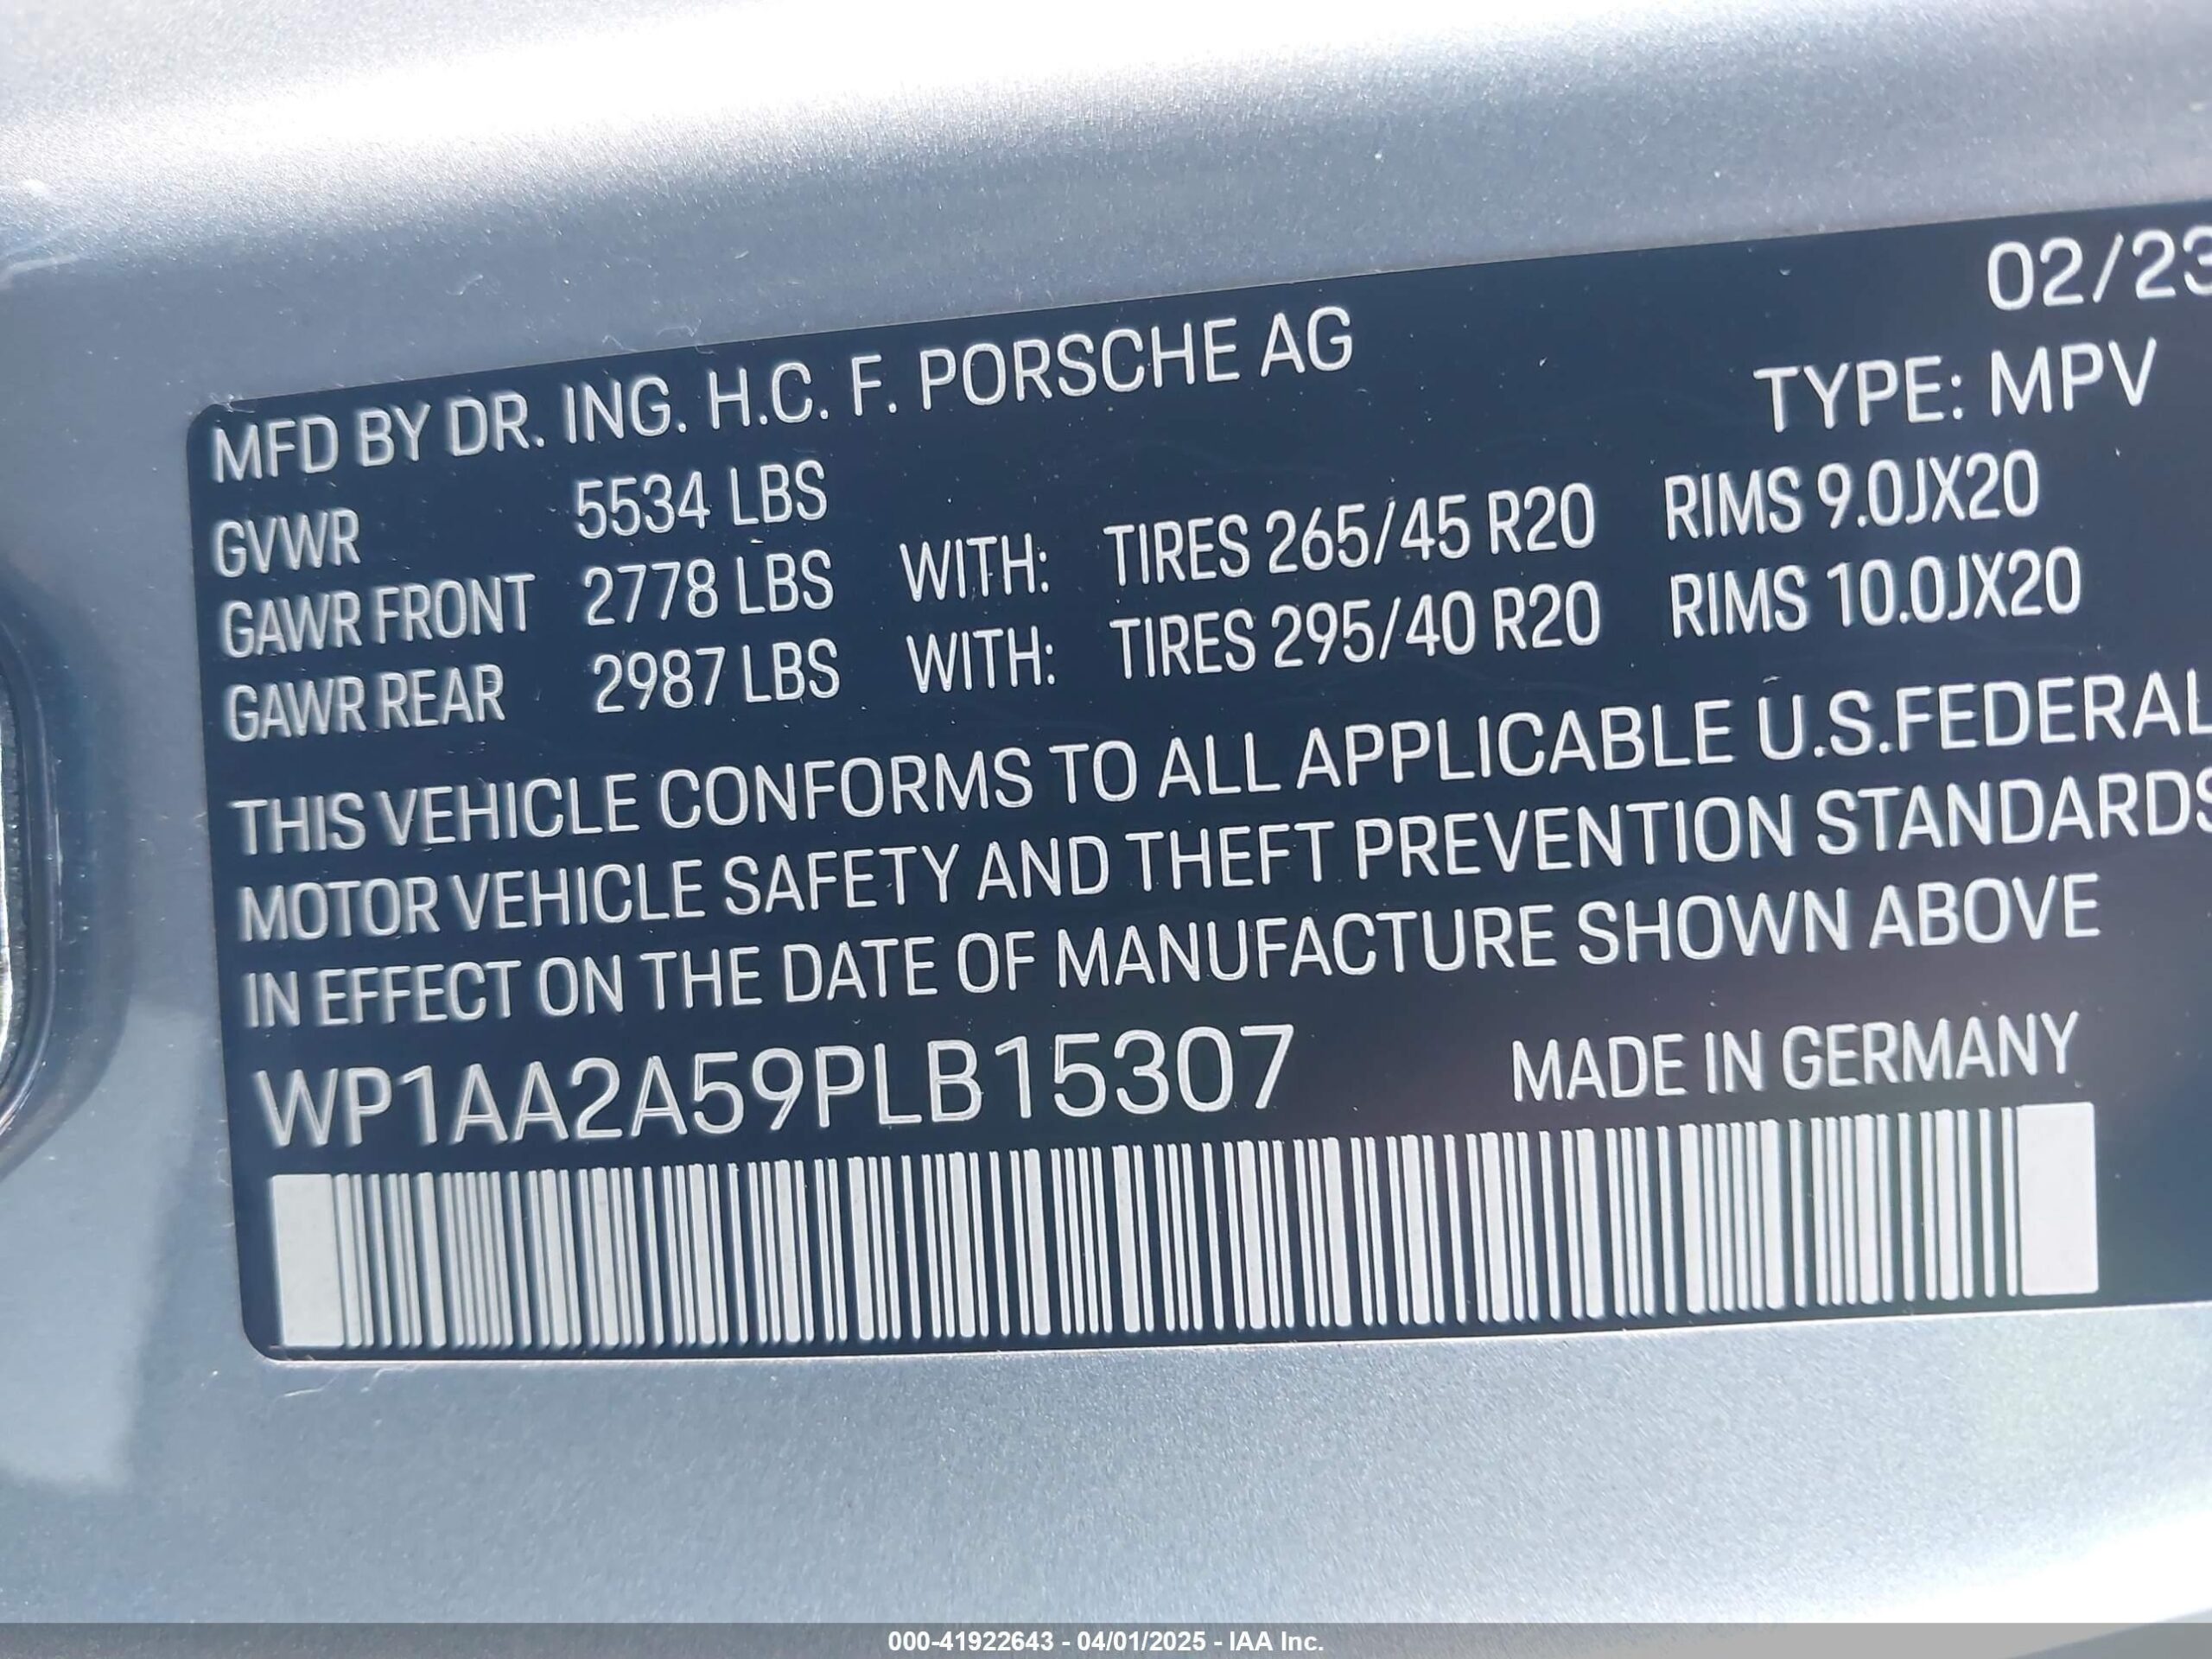 02/23
MFD BY DR. ING. H.C. F. PORSCHE AG
TYPE: MPV
GVWR 5534 LBS
GAWR FRONT 2778 LBS WITH: TIRES 265/45 R20 RIMS 9.0JX20
GAWR REAR 2987 LBS WITH: TIRES 295/40 R20 RIMS 10.0JX20
THIS VEHICLE CONFORMS TO ALL APPLICABLE U.S.FEDERAL
MOTOR VEHICLE SAFETY AND THEFT PREVENTION STANDARDS
IN EFFECT ON THE DATE OF MANUFACTURE SHOWN ABOVE
WP1AA2A59PLB15307 MADE IN GERMANY
000-41922643 - 04/01/2025 - IAA Inc.